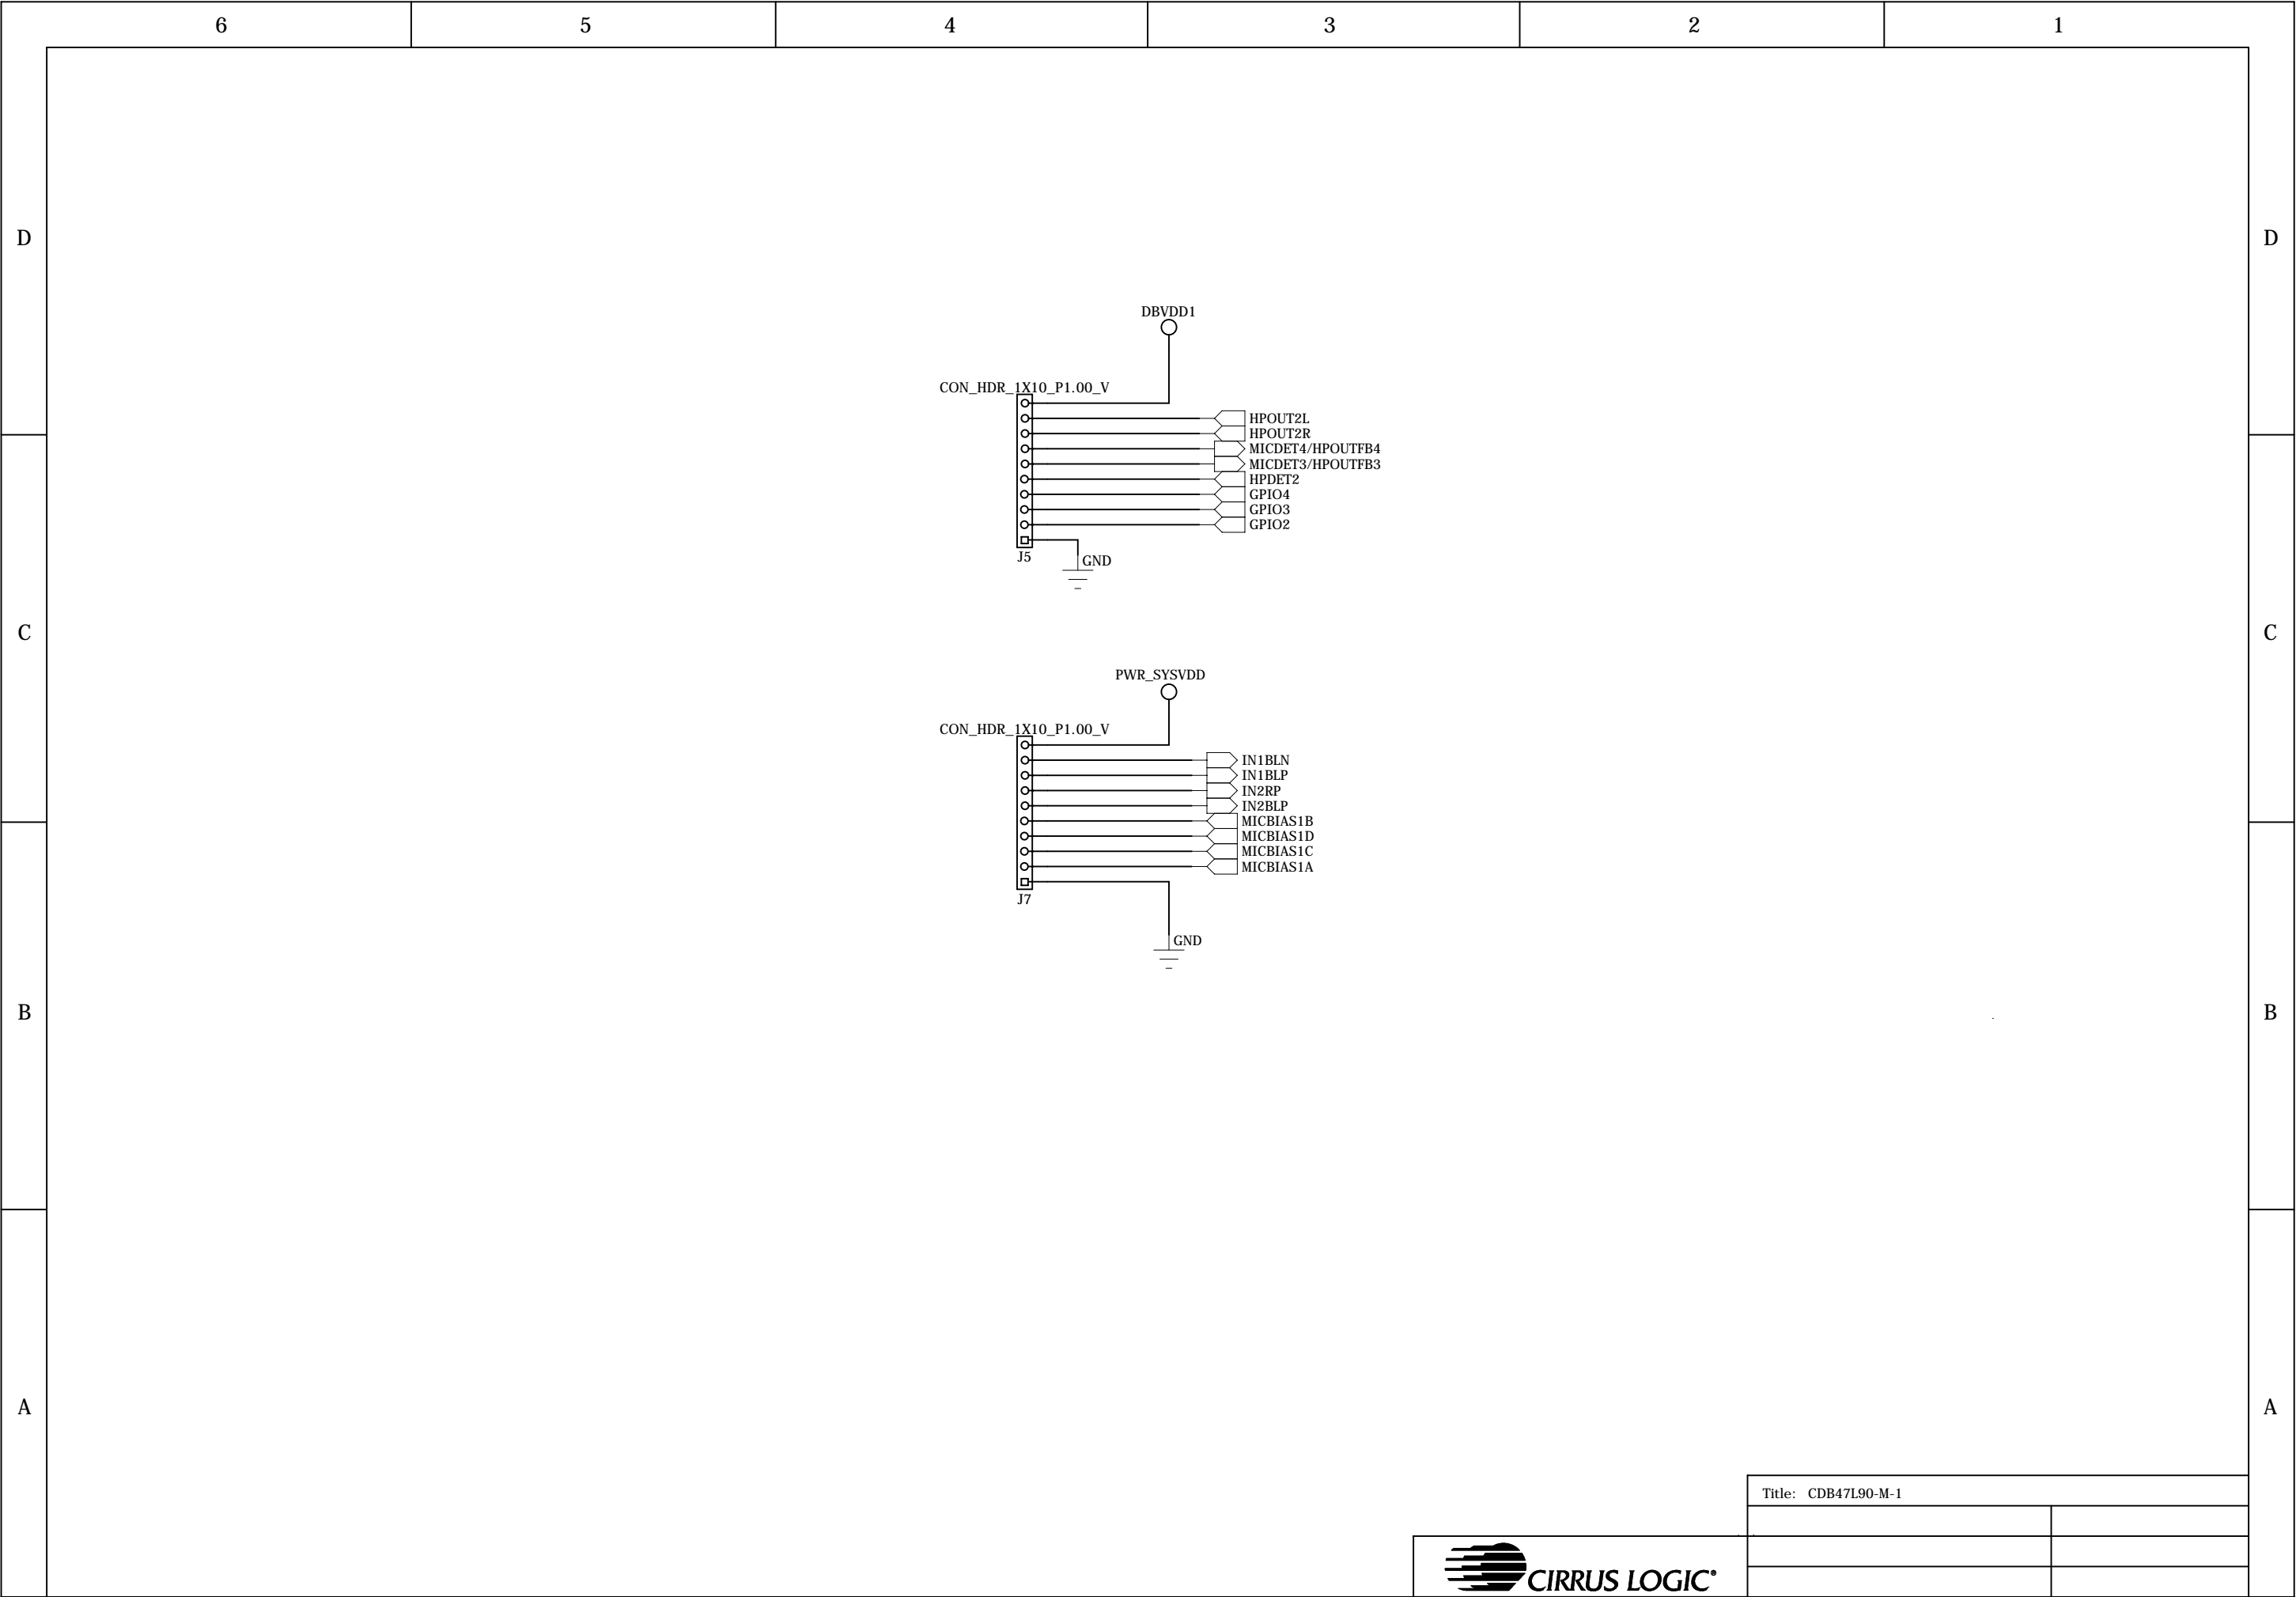 6 5 4 3 2 1
D D
DBVDD1
CON_HDR_1X10_P1.00_V
HPOUT2L
HPOUT2R
MICDET4/HPOUTFB4
MICDET3/HPOUTFB3
HPDET2
GPIO4
GPIO3
GPIO2
J5
GND
C C
PWR_SYSVDD
CON_HDR_1X10_P1.00_V
IN1BLN
IN1BLP
IN2RP
IN2BLP
MICBIAS1B
MICBIAS1D
MICBIAS1C
MICBIAS1A
J7
GND
B B
A A
Title: CDB47L90-M-1
CIRRUS LOGIC®